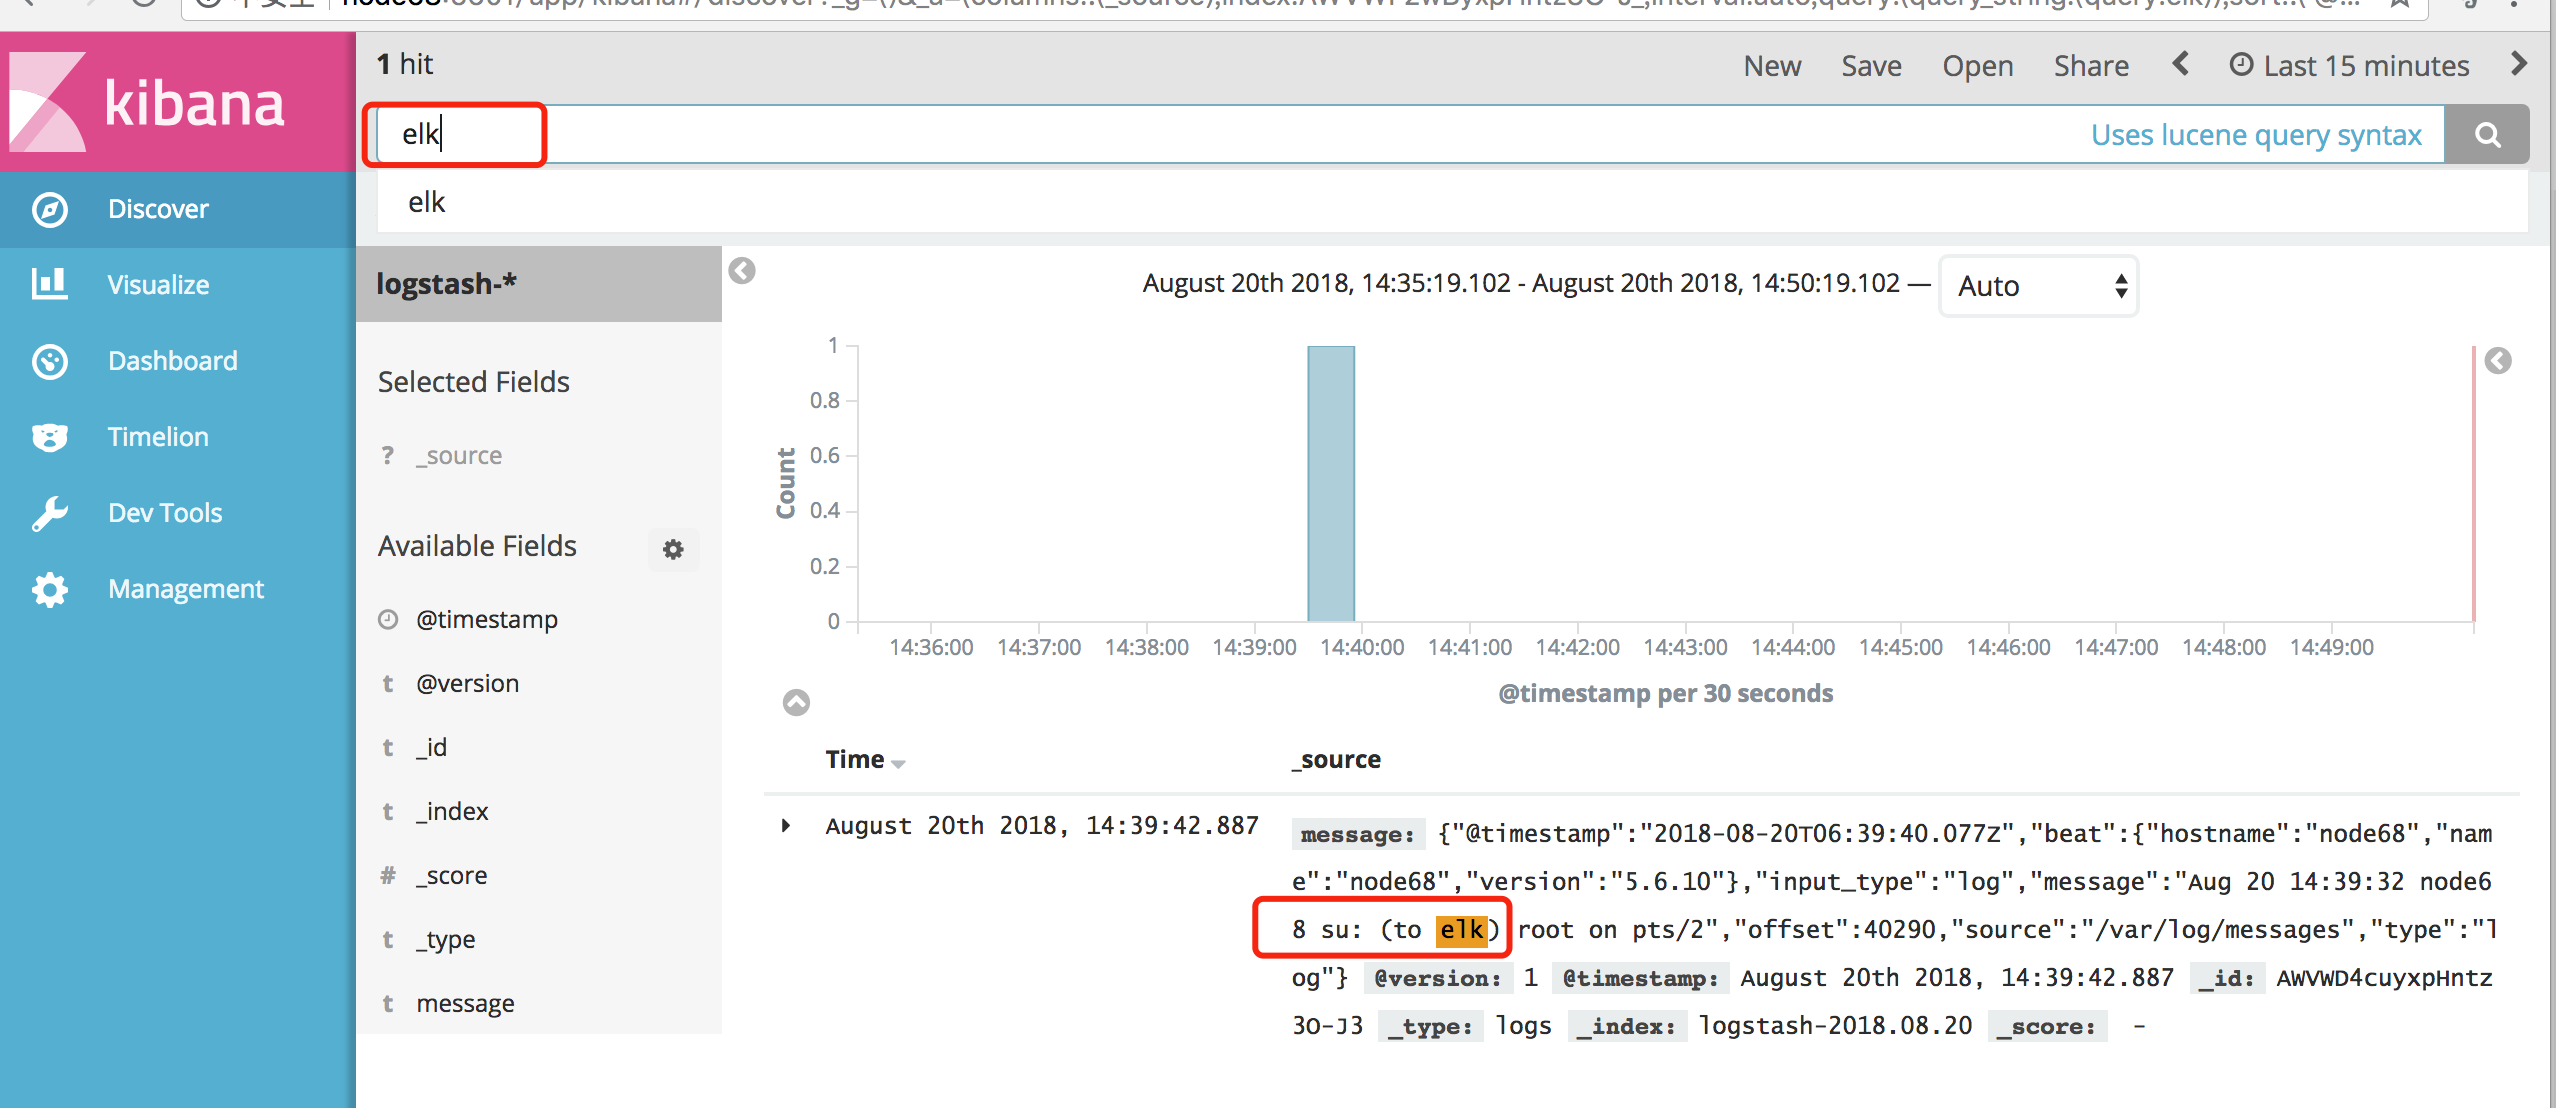 1 hit
New Save Open Share Last 15 minutes
kibana
elk
Uses lucene query syntax
elk
Discover
Visualize
Dashboard
Timelion
Dev Tools
Management
logstash-*
Selected Fields
? _source
Available Fields
@timestamp
t @version
t _id
t _index
# _score
t _type
t message
August 20th 2018, 14:35:19.102 - August 20th 2018, 14:50:19.102 — Auto
Count
1
0.8
0.6
0.4
0.2
0
14:36:00 14:37:00 14:38:00 14:39:00 14:40:00 14:41:00 14:42:00 14:43:00 14:44:00 14:45:00 14:46:00 14:47:00 14:48:00 14:49:00
@timestamp per 30 seconds
Time _source
August 20th 2018, 14:39:42.887
message: {"@timestamp":"2018-08-20T06:39:40.077Z","beat":{"hostname":"node68","nam
e":"node68","version":"5.6.10"},"input_type":"log","message":"Aug 20 14:39:32 node6
8 su: (to elk) root on pts/2","offset":40290,"source":"/var/log/messages","type":"l
og"} @version: 1 @timestamp: August 20th 2018, 14:39:42.887 _id: AWVWD4cuyxpHntz
3O-J3 _type: logs _index: logstash-2018.08.20 _score: -